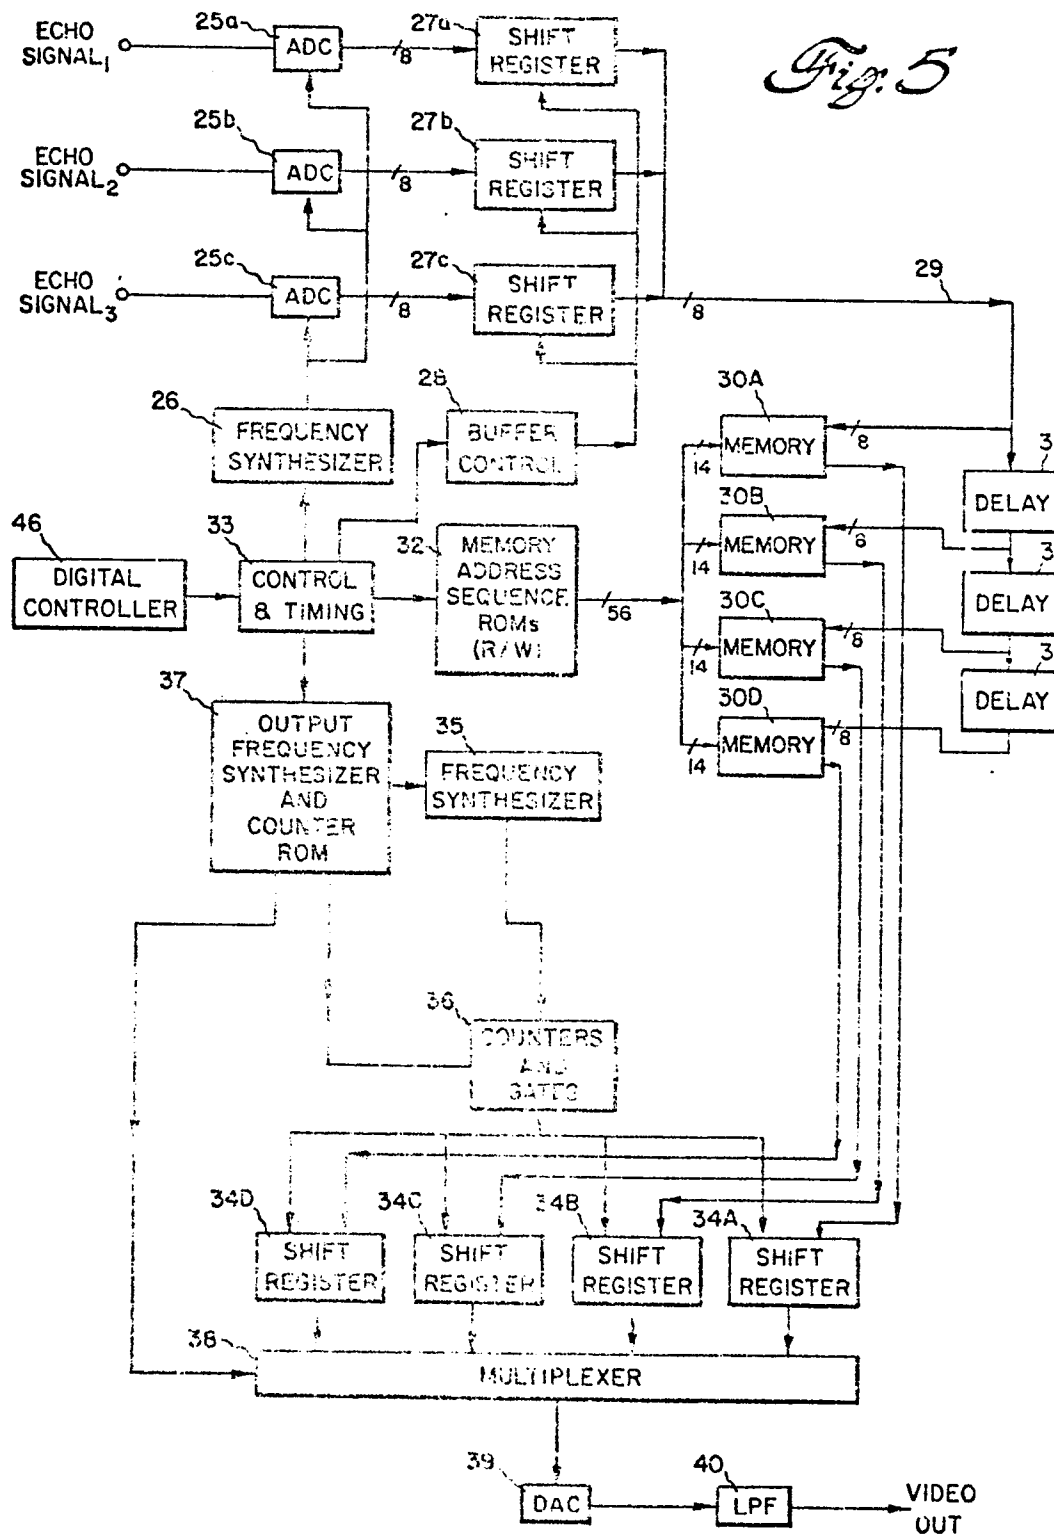 Fig. 5
ECHO
SIGNAL1
25a
ADC
8
27a
SHIFT
REGISTER
ECHO
SIGNAL2
25b
ADC
8
27b
SHIFT
REGISTER
ECHO
SIGNAL3
25c
ADC
8
27c
SHIFT
REGISTER
8
29
26
FREQUENCY
SYNTHESIZER
28
BUFFER
CONTROL
30A
MEMORY
14
8
3
DELAY
46
DIGITAL
CONTROLLER
33
CONTROL
& TIMING
32
MEMORY
ADDRESS
SEQUENCE
ROMs
(R/W)
56
30B
MEMORY
14
8
3
DELAY
30C
MEMORY
14
8
3
DELAY
30D
MEMORY
14
8
37
OUTPUT
FREQUENCY
SYNTHESIZER
AND
COUNTER
ROM
35
FREQUENCY
SYNTHESIZER
36
COUNTERS
AND
GATES
34D
SHIFT
REGISTER
34C
SHIFT
REGISTER
34B
SHIFT
REGISTER
34A
SHIFT
REGISTER
38
MULTIPLEXER
39
DAC
40
LPF
VIDEO
OUT